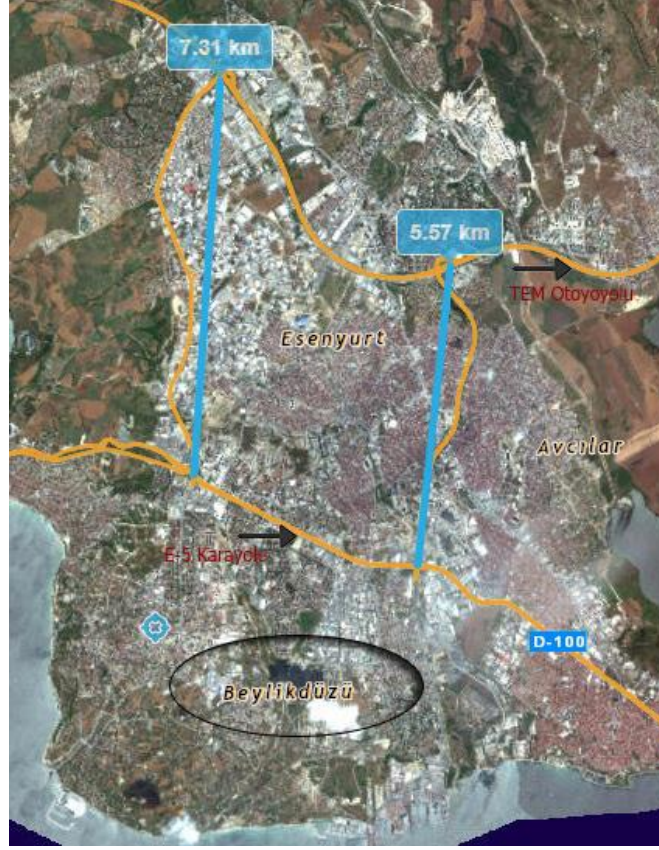 7.31 km
5.57 km
TEM Otoyoyolu
Esenyurt
Avcılar
E-5 Karayolu
D-100
Beylikdüzü